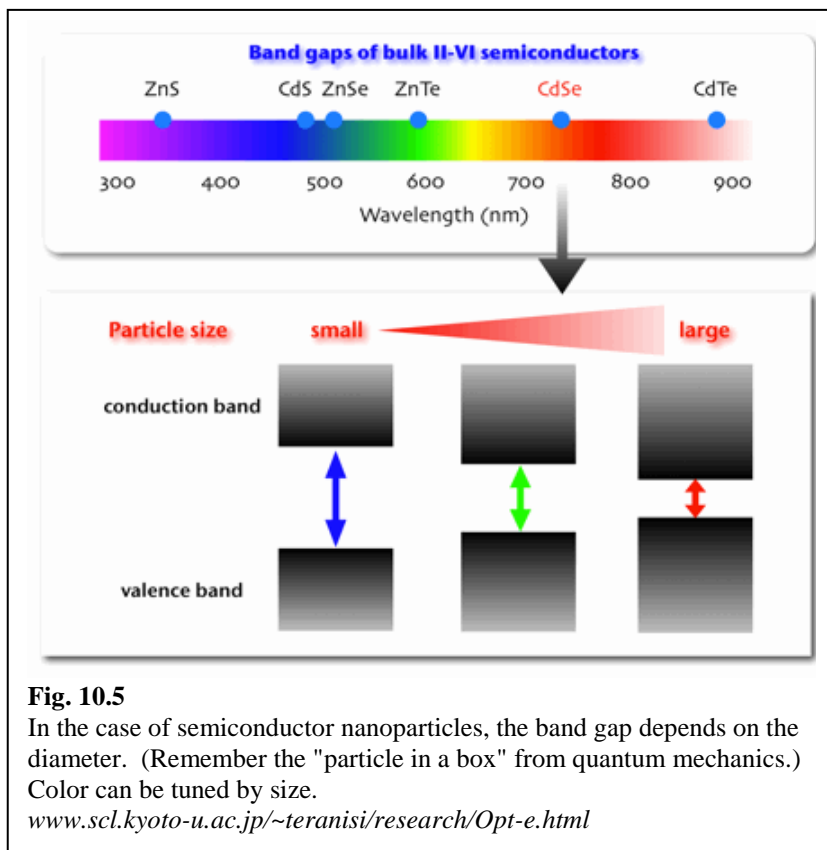 Band gaps of bulk II-VI semiconductors
ZnS CdS ZnSe ZnTe CdSe CdTe
300 400 500 600 700 800 900
Wavelength (nm)
Particle size small large
conduction band
valence band
Fig. 10.5
In the case of semiconductor nanoparticles, the band gap depends on the
diameter. (Remember the "particle in a box" from quantum mechanics.)
Color can be tuned by size.
www.scl.kyoto-u.ac.jp/~teranisi/research/Opt-e.html